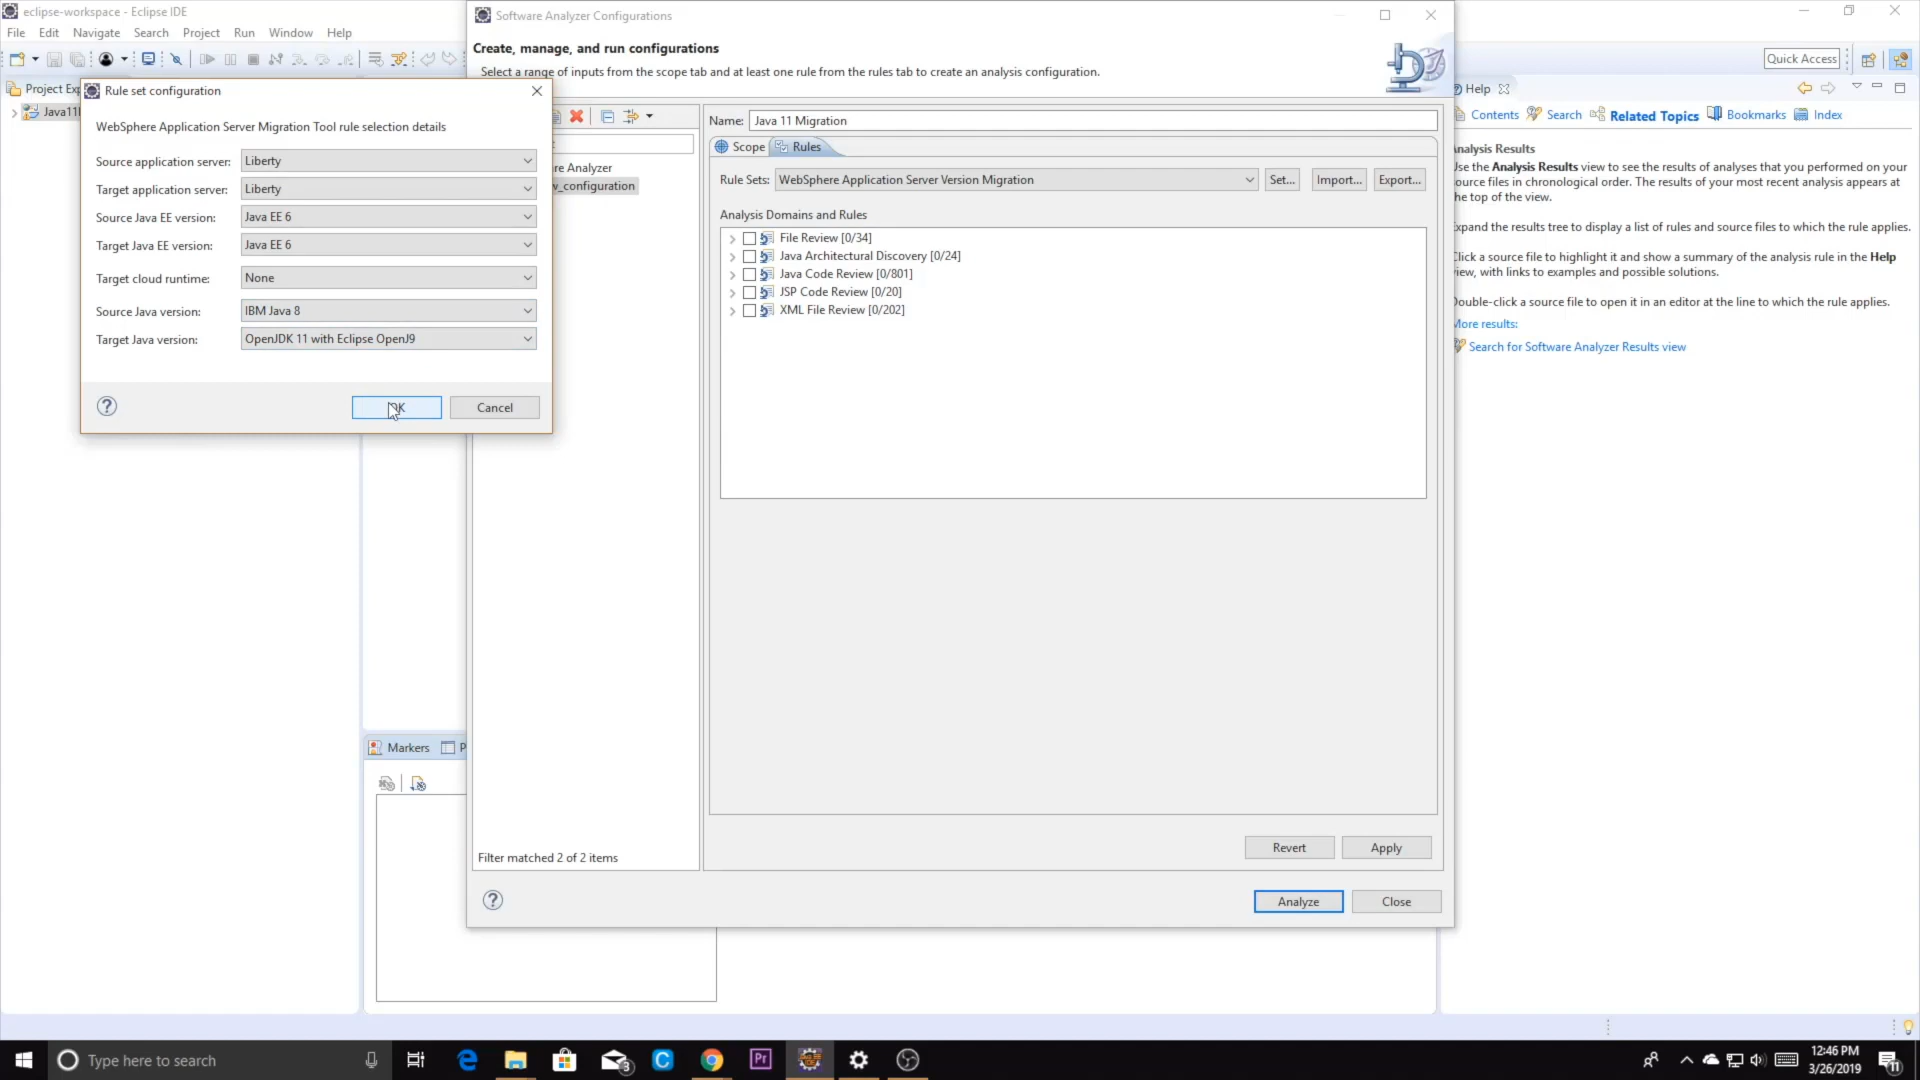 eclipse-workspace - Eclipse IDE
File Edit Navigate Search Project Run Window Help
Quick Access
Project Exp
Java11
Rule set configuration
WebSphere Application Server Migration Tool rule selection details
Source application server: Liberty
Target application server: Liberty
Source Java EE version: Java EE 6
Target Java EE version: Java EE 6
Target cloud runtime: None
Source Java version: IBM Java 8
Target Java version: OpenJDK 11 with Eclipse OpenJ9
OK Cancel
Software Analyzer Configurations
Create, manage, and run configurations
Select a range of inputs from the scope tab and at least one rule from the rules tab to create an analysis configuration.
re Analyzer
w_configuration
Filter matched 2 of 2 items
Name: Java 11 Migration
Scope Rules
Rule Sets: WebSphere Application Server Version Migration Set... Import... Export...
Analysis Domains and Rules
File Review [0/34]
Java Architectural Discovery [0/24]
Java Code Review [0/801]
JSP Code Review [0/20]
XML File Review [0/202]
Revert Apply
Analyze Close
Markers P
Help
Contents Search Related Topics Bookmarks Index
nalysis Results
se the Analysis Results view to see the results of analyses that you performed on your
ource files in chronological order. The results of your most recent analysis appears at
he top of the view.
xpand the results tree to display a list of rules and source files to which the rule applies.
lick a source file to highlight it and show a summary of the analysis rule in the Help
iew, with links to examples and possible solutions.
ouble-click a source file to open it in an editor at the line to which the rule applies.
More results:
Search for Software Analyzer Results view
Type here to search
3
C
Pr
12:46 PM
3/26/2019
11